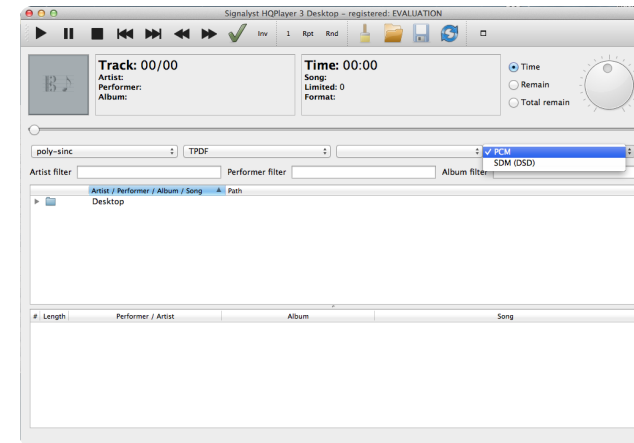 Signalyst HQPlayer 3 Desktop – registered: EVALUATION
Inv 1 Rpt Rnd
Track: 00/00
Artist:
Performer:
Album:
Time: 00:00
Song:
Limited: 0
Format:
Time
Remain
Total remain
poly-sinc TPDF ✓ PCM
SDM (DSD)
Artist filter Performer filter Album filter
Artist / Performer / Album / Song Path
Desktop
# Length Performer / Artist Album Song